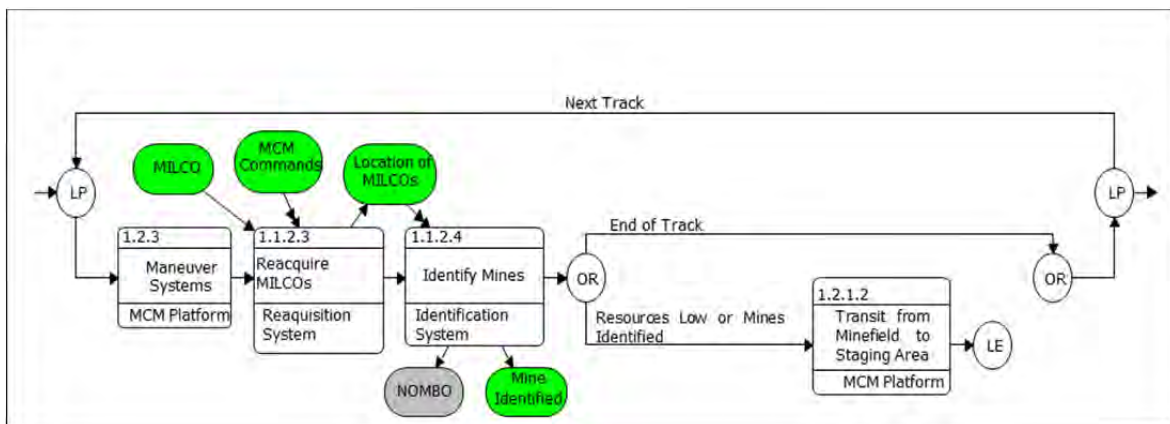 Next Track
MILCO
MCM
Commands
Location of
MILCOs
LP
LP
1.2.3
Maneuver
Systems
MCM Platform
1.1.2.3
Reacquire
MILCOs
Reaquisition
System
1.1.2.4
Identify Mines
Identification
System
OR
End of Track
OR
Resources Low or Mines
Identified
1.2.1.2
Transit from
Minefield to
Staging Area
MCM Platform
LE
NOMBO
Mine
Identified